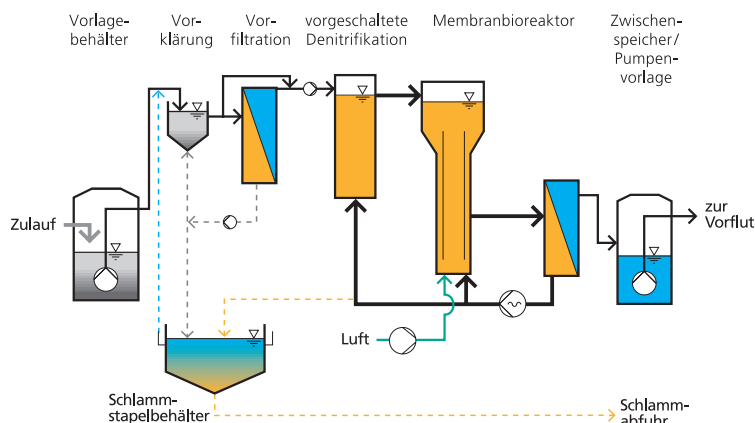 Vorlage-
behälter
Vor-
klärung
Vor-
filtration
vorgeschaltete
Denitrifikation
Membranbioreaktor
Zwischen-
speicher/
Pumpen-
vorlage
Zulauf
zur
Vorflut
Luft
Schlamm-
stapelbehälter
Schlamm-
abfuhr